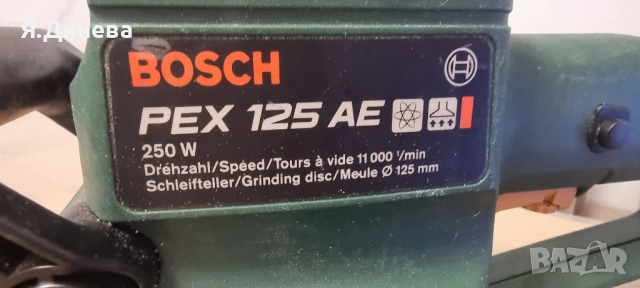 Я.Динева
BOSCH
PEX 125 AE
250 W
Drehzahl/Speed/Tours à vide 11 000 1/min
Schleifteller/Grinding disc/Meule Ø 125 mm
BAZAR